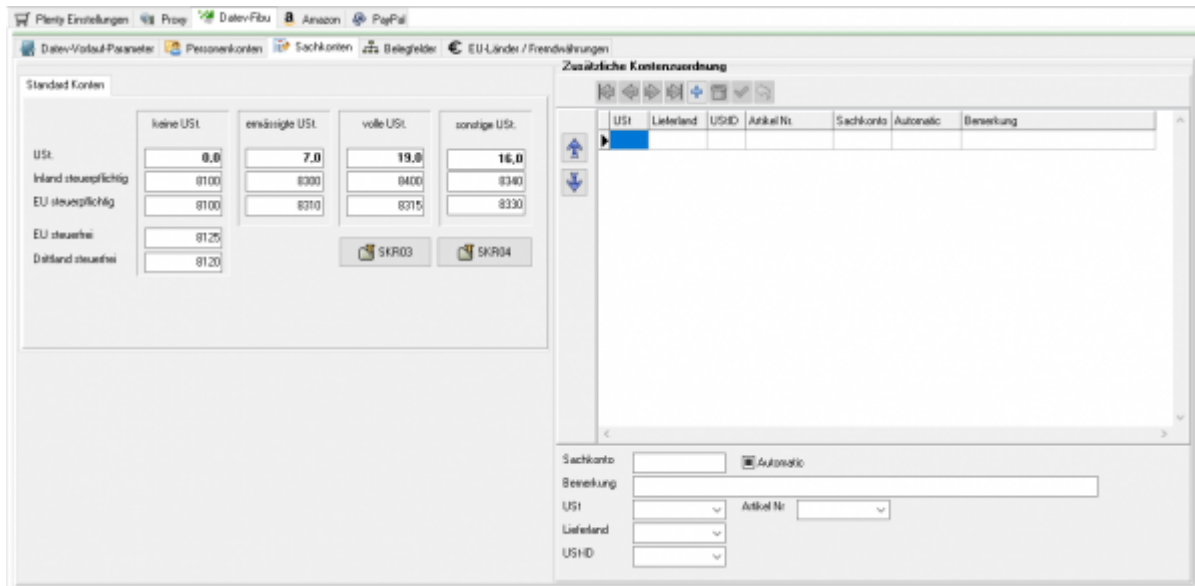 Plenty Einstellungen Proxy Datev-Fibu Amazon PayPal
Datev-Vorlauf-Parameter Personenkonten Sachkonten Belegfelder EU-Länder / Fremdwährungen
Standard Konten
keine USt. ermässigte USt. volle USt. sonstige USt.
USt. 0,0 7,0 19,0 16,0
Inland steuerpflichtig 8100 8300 8400 8340
EU steuerpflichtig 8100 8310 8315 8330
EU steuerfrei 8125
Drittland steuerfrei 8120
SKR03 SKR04
Zusätzliche Kontenzuordnung
USt Lieferland UStID Artikel Nr. Sachkonto Automatic Bemerkung
Sachkonto Automatic
Bemerkung
USt Artikel Nr
Lieferland
UStID